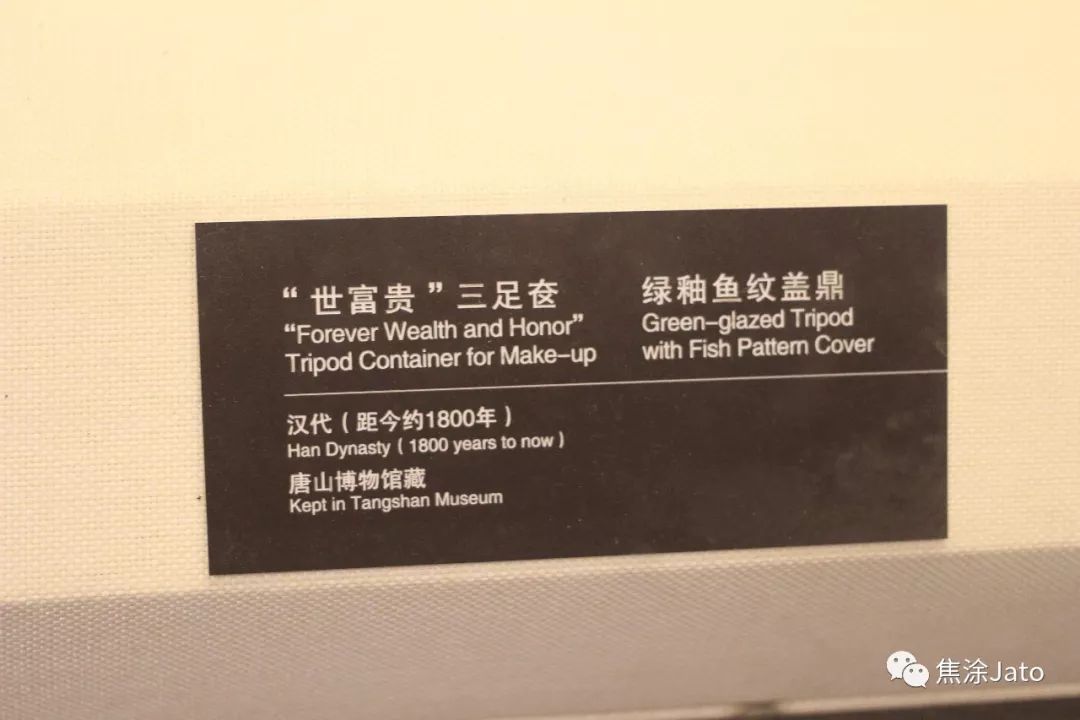 “世富贵”三足奁
“Forever Wealth and Honor”
Tripod Container for Make-up
绿釉鱼纹盖鼎
Green-glazed Tripod
with Fish Pattern Cover
汉代（距今约1800年）
Han Dynasty（1800 years to now）
唐山博物馆藏
Kept in Tangshan Museum
焦涂Jato